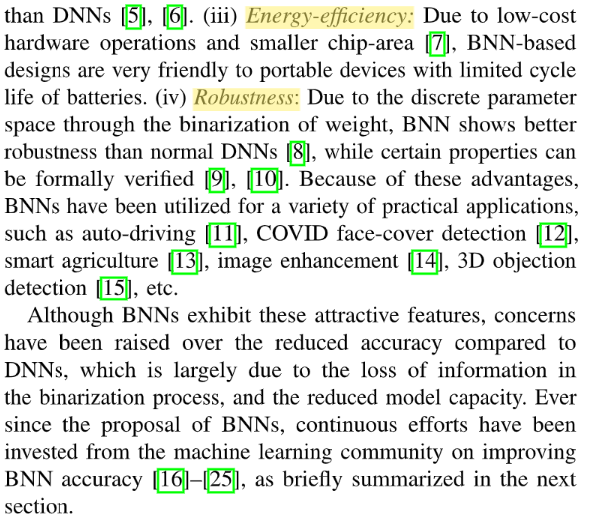 than DNNs [5], [6]. (iii) Energy-efficiency: Due to low-cost
hardware operations and smaller chip-area [7], BNN-based
designs are very friendly to portable devices with limited cycle
life of batteries. (iv) Robustness: Due to the discrete parameter
space through the binarization of weight, BNN shows better
robustness than normal DNNs [8], while certain properties can
be formally verified [9], [10]. Because of these advantages,
BNNs have been utilized for a variety of practical applications,
such as auto-driving [11], COVID face-cover detection [12],
smart agriculture [13], image enhancement [14], 3D objection
detection [15], etc.
Although BNNs exhibit these attractive features, concerns
have been raised over the reduced accuracy compared to
DNNs, which is largely due to the loss of information in
the binarization process, and the reduced model capacity. Ever
since the proposal of BNNs, continuous efforts have been
invested from the machine learning community on improving
BNN accuracy [16]–[25], as briefly summarized in the next
section.